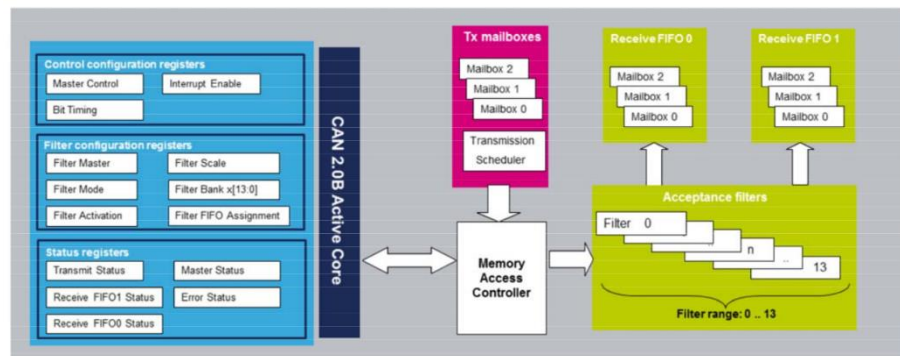 Control configuration registers
Master Control
Interrupt Enable
Bit Timing
Filter configuration registers
Filter Master
Filter Scale
Filter Mode
Filter Bank x[13:0]
Filter Activation
Filter FIFO Assignment
Status registers
Transmit Status
Master Status
Receive FIFO1 Status
Error Status
Receive FIFO0 Status
CAN 2.0B Active Core
Tx mailboxes
Mailbox 2
Mailbox 1
Mailbox 0
Transmission
Scheduler
Memory
Access
Controller
Receive FIFO 0
Mailbox 2
Mailbox 1
Mailbox 0
Receive FIFO 1
Mailbox 2
Mailbox 1
Mailbox 0
Acceptance filters
Filter 0
..
n
..
13
Filter range: 0 .. 13